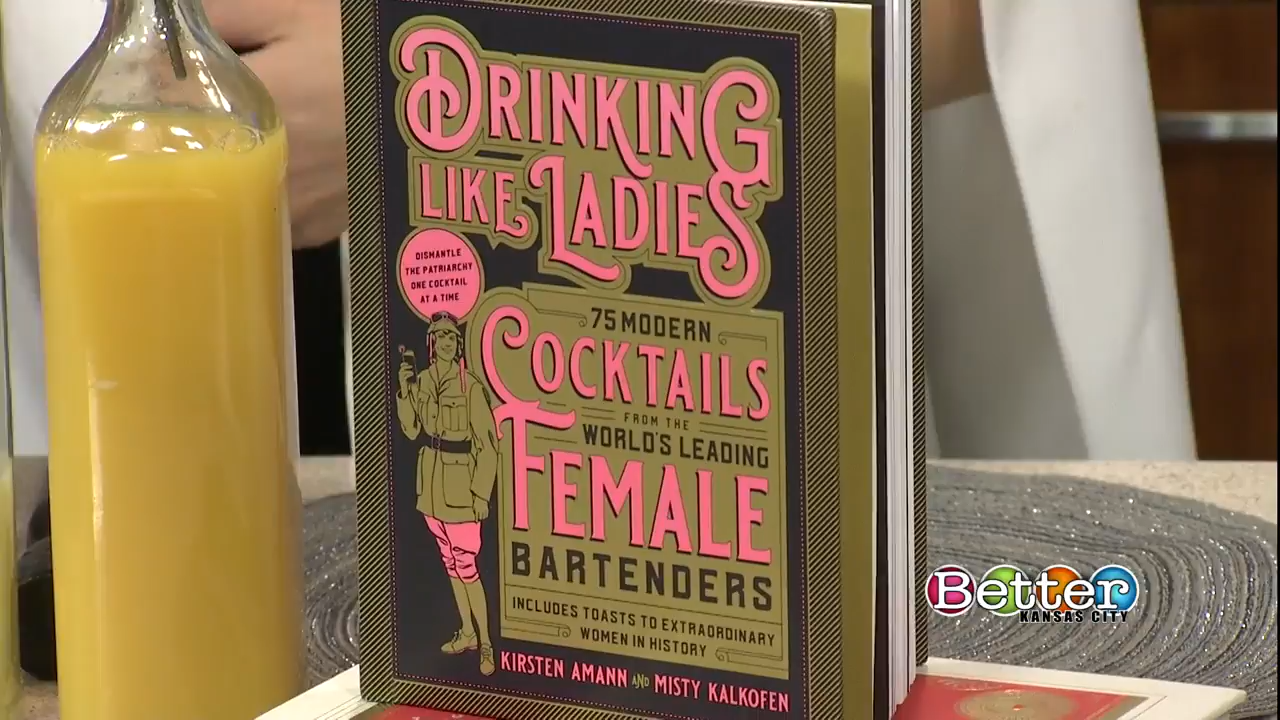 DRINKING
LIKE LADIES
DISMANTLE
THE PATRIARCHY
ONE COCKTAIL
AT A TIME
75 MODERN
COCKTAILS
FROM THE
WORLD'S LEADING
FEMALE
BARTENDERS
INCLUDES TOASTS TO EXTRAORDINARY
WOMEN IN HISTORY
KIRSTEN AMANN AND MISTY KALKOFEN
Better
KANSAS CITY